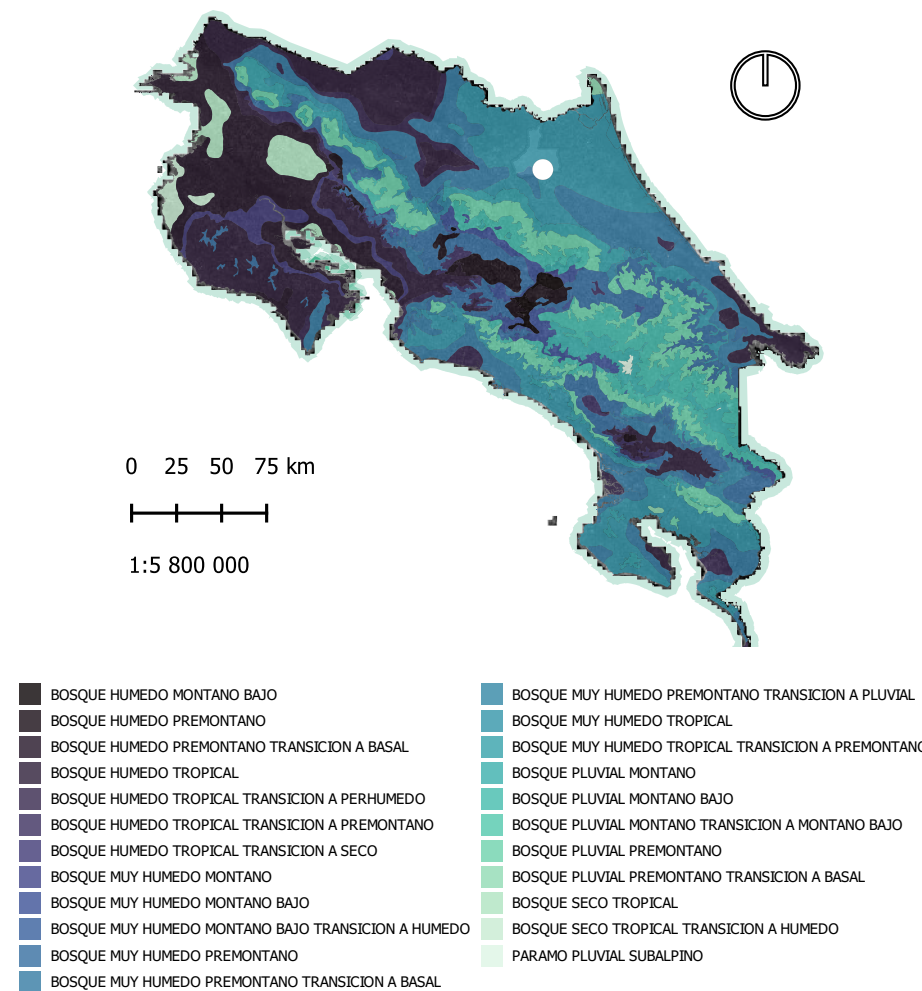 0 25 50 75 km
1:5 800 000
BOSQUE HUMEDO MONTANO BAJO
BOSQUE HUMEDO PREMONTANO
BOSQUE HUMEDO PREMONTANO TRANSICION A BASAL
BOSQUE HUMEDO TROPICAL
BOSQUE HUMEDO TROPICAL TRANSICION A PERHUMEDO
BOSQUE HUMEDO TROPICAL TRANSICION A PREMONTANO
BOSQUE HUMEDO TROPICAL TRANSICION A SECO
BOSQUE MUY HUMEDO MONTANO
BOSQUE MUY HUMEDO MONTANO BAJO
BOSQUE MUY HUMEDO MONTANO BAJO TRANSICION A HUMEDO
BOSQUE MUY HUMEDO PREMONTANO
BOSQUE MUY HUMEDO PREMONTANO TRANSICION A BASAL
BOSQUE MUY HUMEDO PREMONTANO TRANSICION A PLUVIAL
BOSQUE MUY HUMEDO TROPICAL
BOSQUE MUY HUMEDO TROPICAL TRANSICION A PREMONTANO
BOSQUE PLUVIAL MONTANO
BOSQUE PLUVIAL MONTANO BAJO
BOSQUE PLUVIAL MONTANO TRANSICION A MONTANO BAJO
BOSQUE PLUVIAL PREMONTANO
BOSQUE PLUVIAL PREMONTANO TRANSICION A BASAL
BOSQUE SECO TROPICAL
BOSQUE SECO TROPICAL TRANSICION A HUMEDO
PARAMO PLUVIAL SUBALPINO